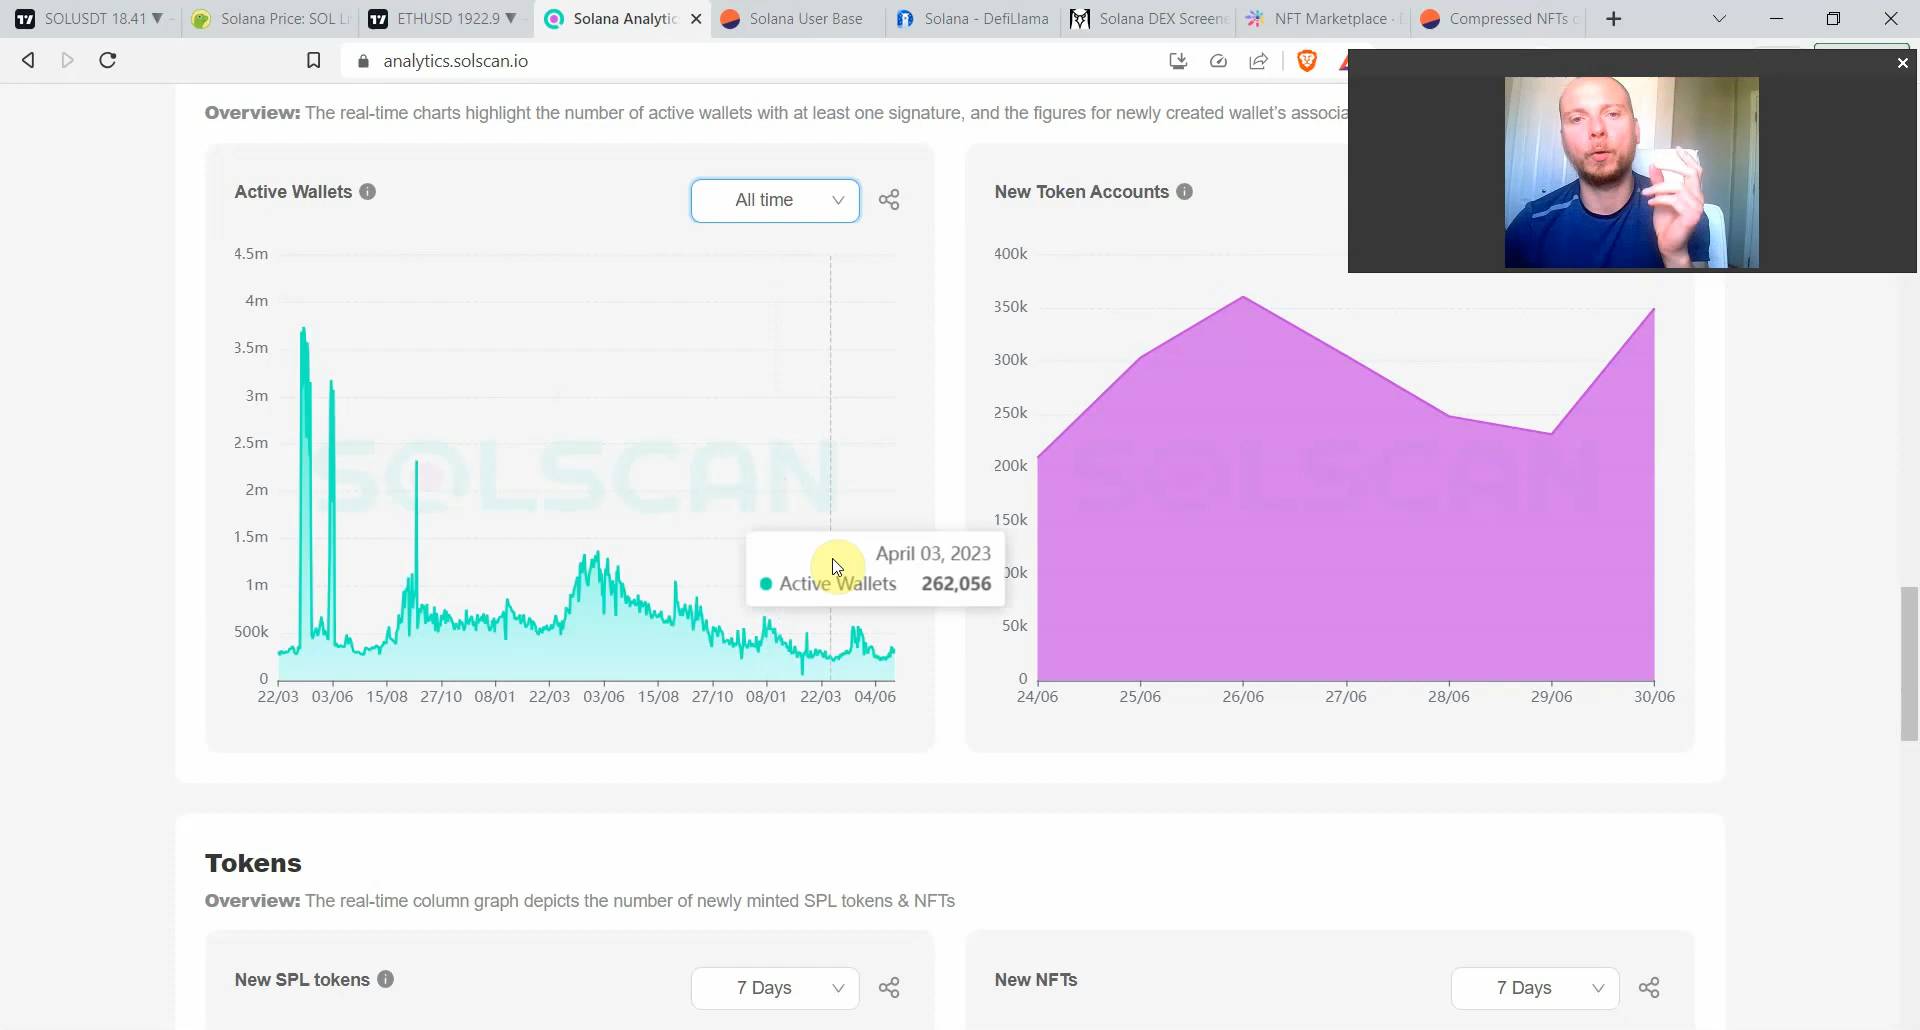 SOLUSDT 18.41 ▼
Solana Price: SOL Li
ETHUSD 1922.9 ▼
Solana Analytic
Solana User Base
Solana - DefiLlama
Solana DEX Screene
NFT Marketplace ·
Compressed NFTs
analytics.solscan.io
Overview: The real-time charts highlight the number of active wallets with at least one signature, and the figures for newly created wallet's associa
Active Wallets
All time
4.5m
4m
3.5m
3m
2.5m
2m
1.5m
1m
500k
0
SOLSCAN
April 03, 2023
Active Wallets 262,056
22/03 03/06 15/08 27/10 08/01 22/03 03/06 15/08 27/10 08/01 22/03 04/06
New Token Accounts
400k
350k
300k
250k
200k
150k
00k
50k
0
SOLSCAN
24/06 25/06 26/06 27/06 28/06 29/06 30/06
Tokens
Overview: The real-time column graph depicts the number of newly minted SPL tokens & NFTs
New SPL tokens
7 Days
New NFTs
7 Days